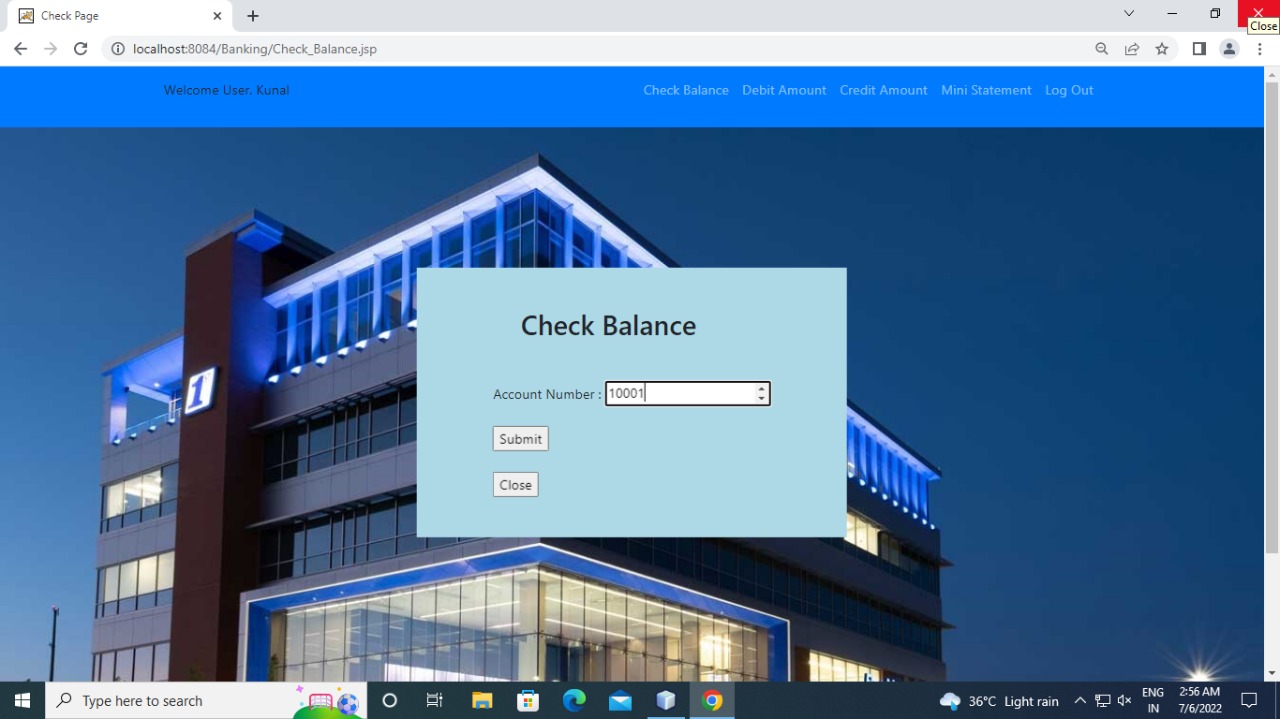 Check Page
Close
localhost:8084/Banking/Check_Balance.jsp
Welcome User. Kunal
Check Balance Debit Amount Credit Amount Mini Statement Log Out
1
Check Balance
Account Number : 10001
Submit
Close
Type here to search
36°C Light rain
ENG
IN
2:56 AM
7/6/2022